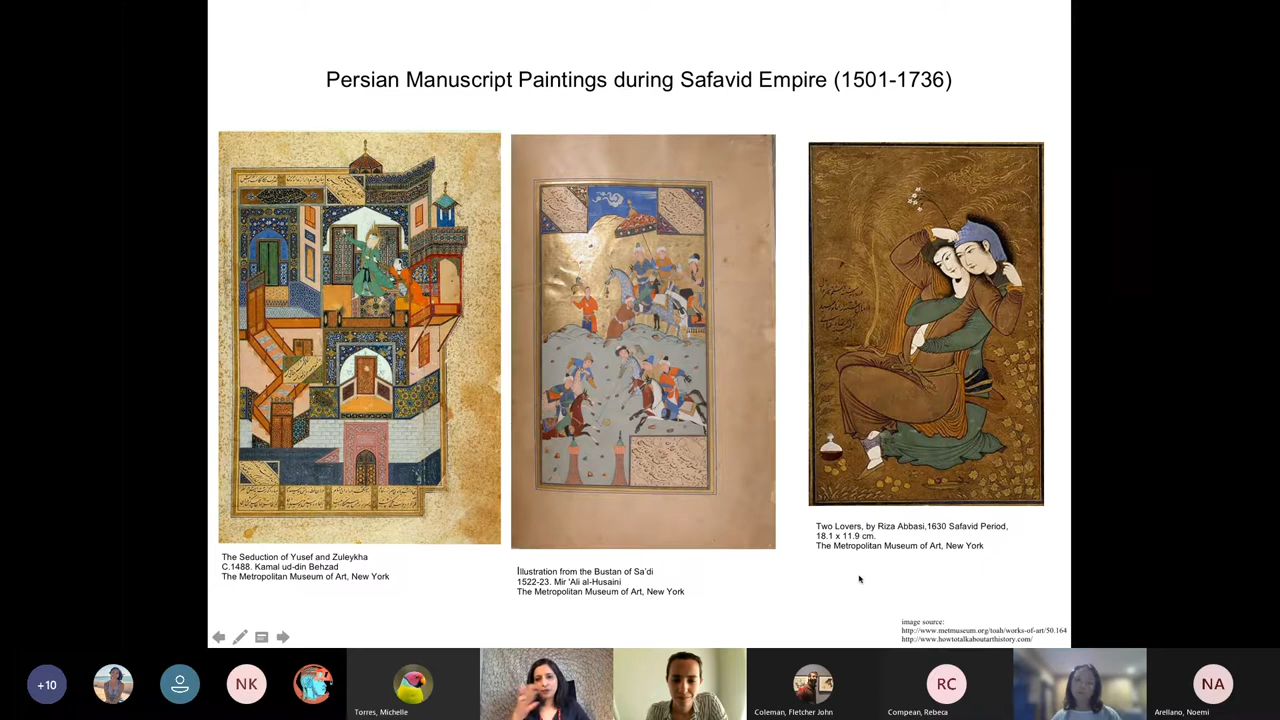 Persian Manuscript Paintings during Safavid Empire (1501-1736)
The Seduction of Yusef and Zuleykha
C.1488. Kamal ud-din Behzad
The Metropolitan Museum of Art, New York
Illustration from the Bustan of Sa'di
1522-23. Mir 'Ali al-Husaini
The Metropolitan Museum of Art, New York
Two Lovers, by Riza Abbasi,1630 Safavid Period,
18.1 x 11.9 cm.
The Metropolitan Museum of Art, New York
image source:
http://www.metmuseum.org/toah/works-of-art/50.164
http://www.howtotalkaboutarthistory.com/
+10
NK
Torres, Michelle
Coleman, Fletcher John
RC
Compean, Rebeca
NA
Arellano, Noemi